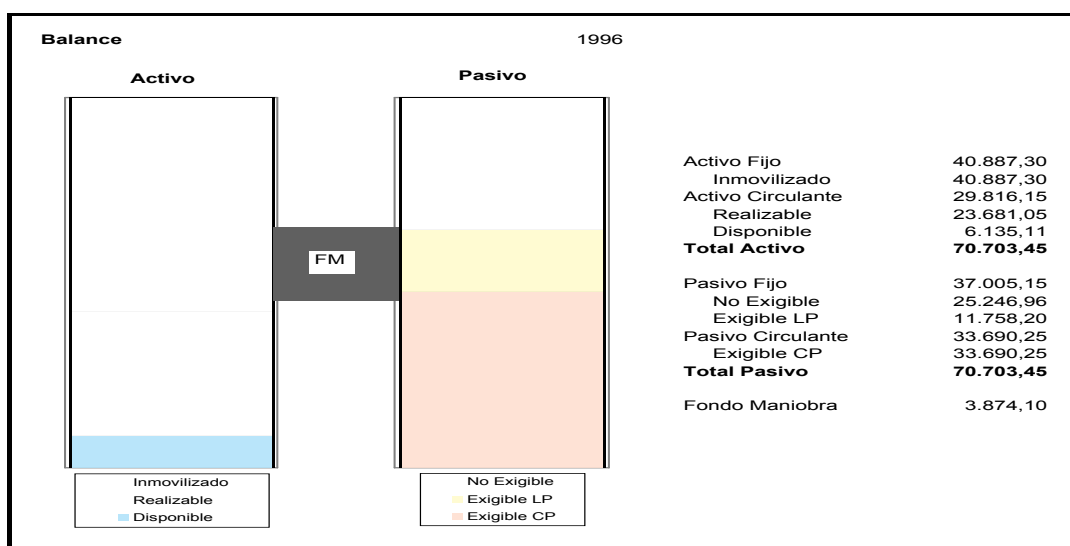 Balance 1996
Activo Pasivo
FM
Inmovilizado
Realizable
Disponible
No Exigible
Exigible LP
Exigible CP
Activo Fijo 40.887,30
Inmovilizado 40.887,30
Activo Circulante 29.816,15
Realizable 23.681,05
Disponible 6.135,11
Total Activo 70.703,45
Pasivo Fijo 37.005,15
No Exigible 25.246,96
Exigible LP 11.758,20
Pasivo Circulante 33.690,25
Exigible CP 33.690,25
Total Pasivo 70.703,45
Fondo Maniobra 3.874,10